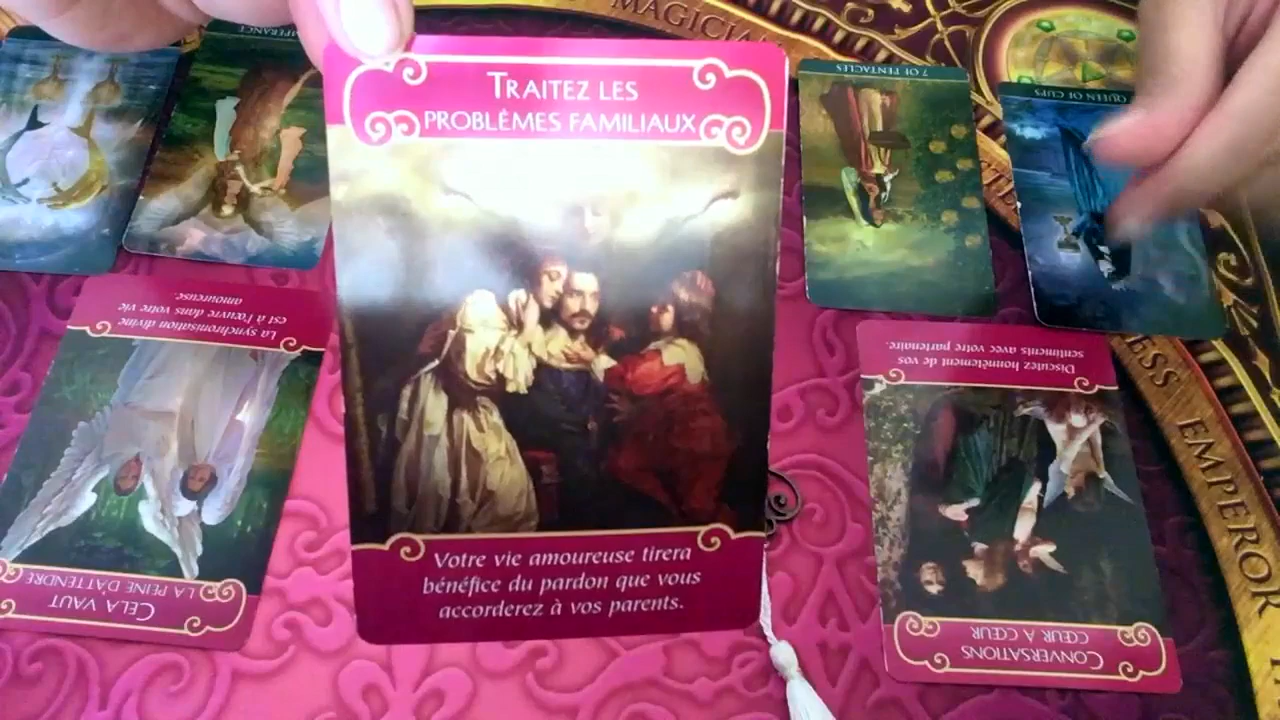 MAGICIAN
TEMPERANCE
TRAITEZ LES
PROBLÈMES FAMILIAUX
Votre vie amoureuse tirera
bénéfice du pardon que vous
accorderez à vos parents.
7 OF PENTACLES
QUEEN OF CUPS
La synchronisation divine
est à l'œuvre dans votre vie
amoureuse.
CELA VAUT
LA PEINE D'ATTENDRE
Discutez honnêtement de vos
sentiments avec votre partenaire.
CONVERSATIONS
CŒUR À CŒUR
ESS EMPEROR